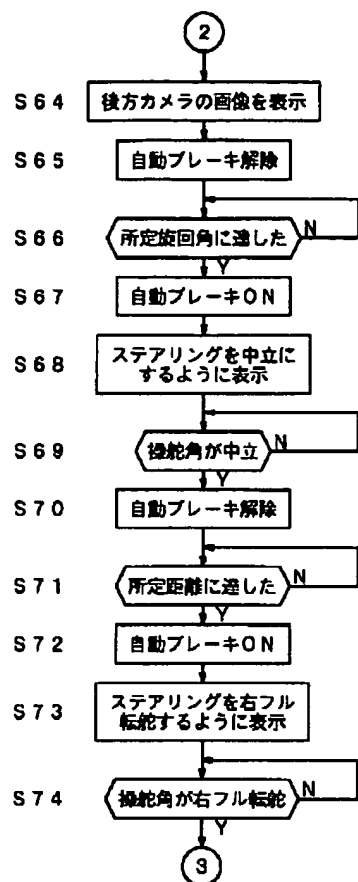 2
S64 後方カメラの画像を表示
S65 自動ブレーキ解除
S66 所定旋回角に達した N
Y
S67 自動ブレーキON
S68 ステアリングを中立に
するように表示
S69 操舵角が中立 N
Y
S70 自動ブレーキ解除
S71 所定距離に達した N
Y
S72 自動ブレーキON
S73 ステアリングを右フル
転舵するように表示
S74 操舵角が右フル転舵 N
Y
3